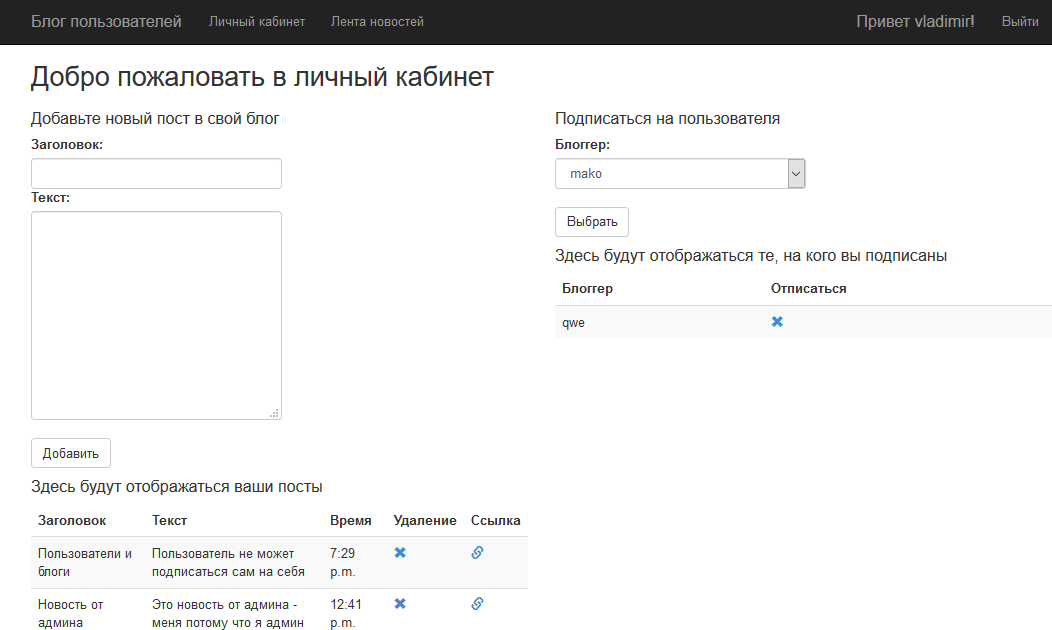 Блог пользователей Личный кабинет Лента новостей Привет vladimir! Выйти
Добро пожаловать в личный кабинет
Добавьте новый пост в свой блог
Заголовок:
Текст:
Добавить
Здесь будут отображаться ваши посты
Заголовок Текст Время Удаление Ссылка
Пользователи и Пользователь не может 7:29
блоги подписаться сам на себя p.m.
Новость от Это новость от админа - 12:41
админа меня потому что я админ p.m.
Подписаться на пользователя
Блоггер:
mako
Выбрать
Здесь будут отображаться те, на кого вы подписаны
Блоггер Отписаться
qwe